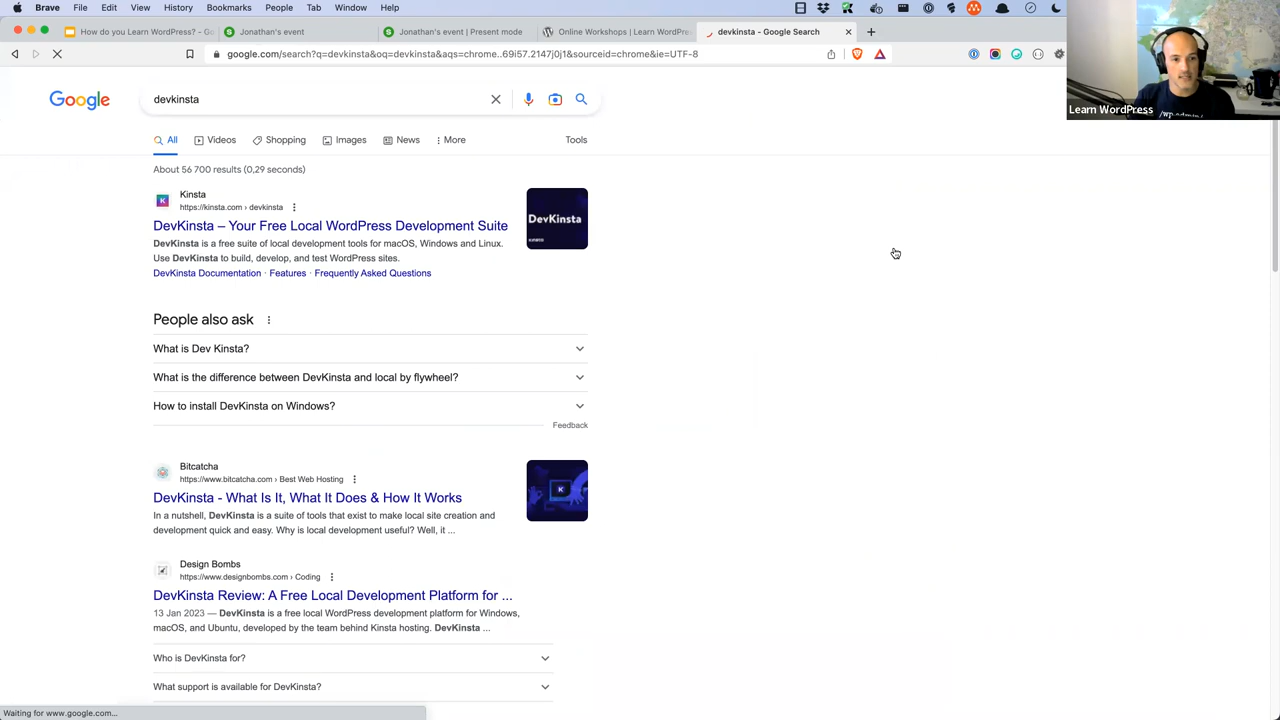 Brave File Edit View History Bookmarks People Tab Window Help
How do you Learn WordPress? - Go
Jonathan's event
Jonathan's event | Present mode
Online Workshops | Learn WordPre
devkinsta - Google Search
google.com/search?q=devkinsta&oq=devkinsta&aqs=chrome..69i57.2147j0j1&sourceid=chrome&ie=UTF-8
Learn WordPress
/wp-admin/
Google
devkinsta
All
Videos
Shopping
Images
News
More
Tools
About 56 700 results (0,29 seconds)
Kinsta
https://kinsta.com › devkinsta
DevKinsta – Your Free Local WordPress Development Suite
DevKinsta is a free suite of local development tools for macOS, Windows and Linux.
Use DevKinsta to build, develop, and test WordPress sites.
DevKinsta Documentation · Features · Frequently Asked Questions
DevKinsta
People also ask
What is Dev Kinsta?
What is the difference between DevKinsta and local by flywheel?
How to install DevKinsta on Windows?
Feedback
Bitcatcha
https://www.bitcatcha.com › Best Web Hosting
DevKinsta - What Is It, What It Does & How It Works
In a nutshell, DevKinsta is a suite of tools that exist to make local site creation and
development quick and easy. Why is local development useful? Well, it ...
Design Bombs
https://www.designbombs.com › Coding
DevKinsta Review: A Free Local Development Platform for ...
13 Jan 2023 — DevKinsta is a free local WordPress development platform for Windows,
macOS, and Ubuntu, developed by the team behind Kinsta hosting. DevKinsta ...
Who is DevKinsta for?
What support is available for DevKinsta?
Waiting for www.google.com...